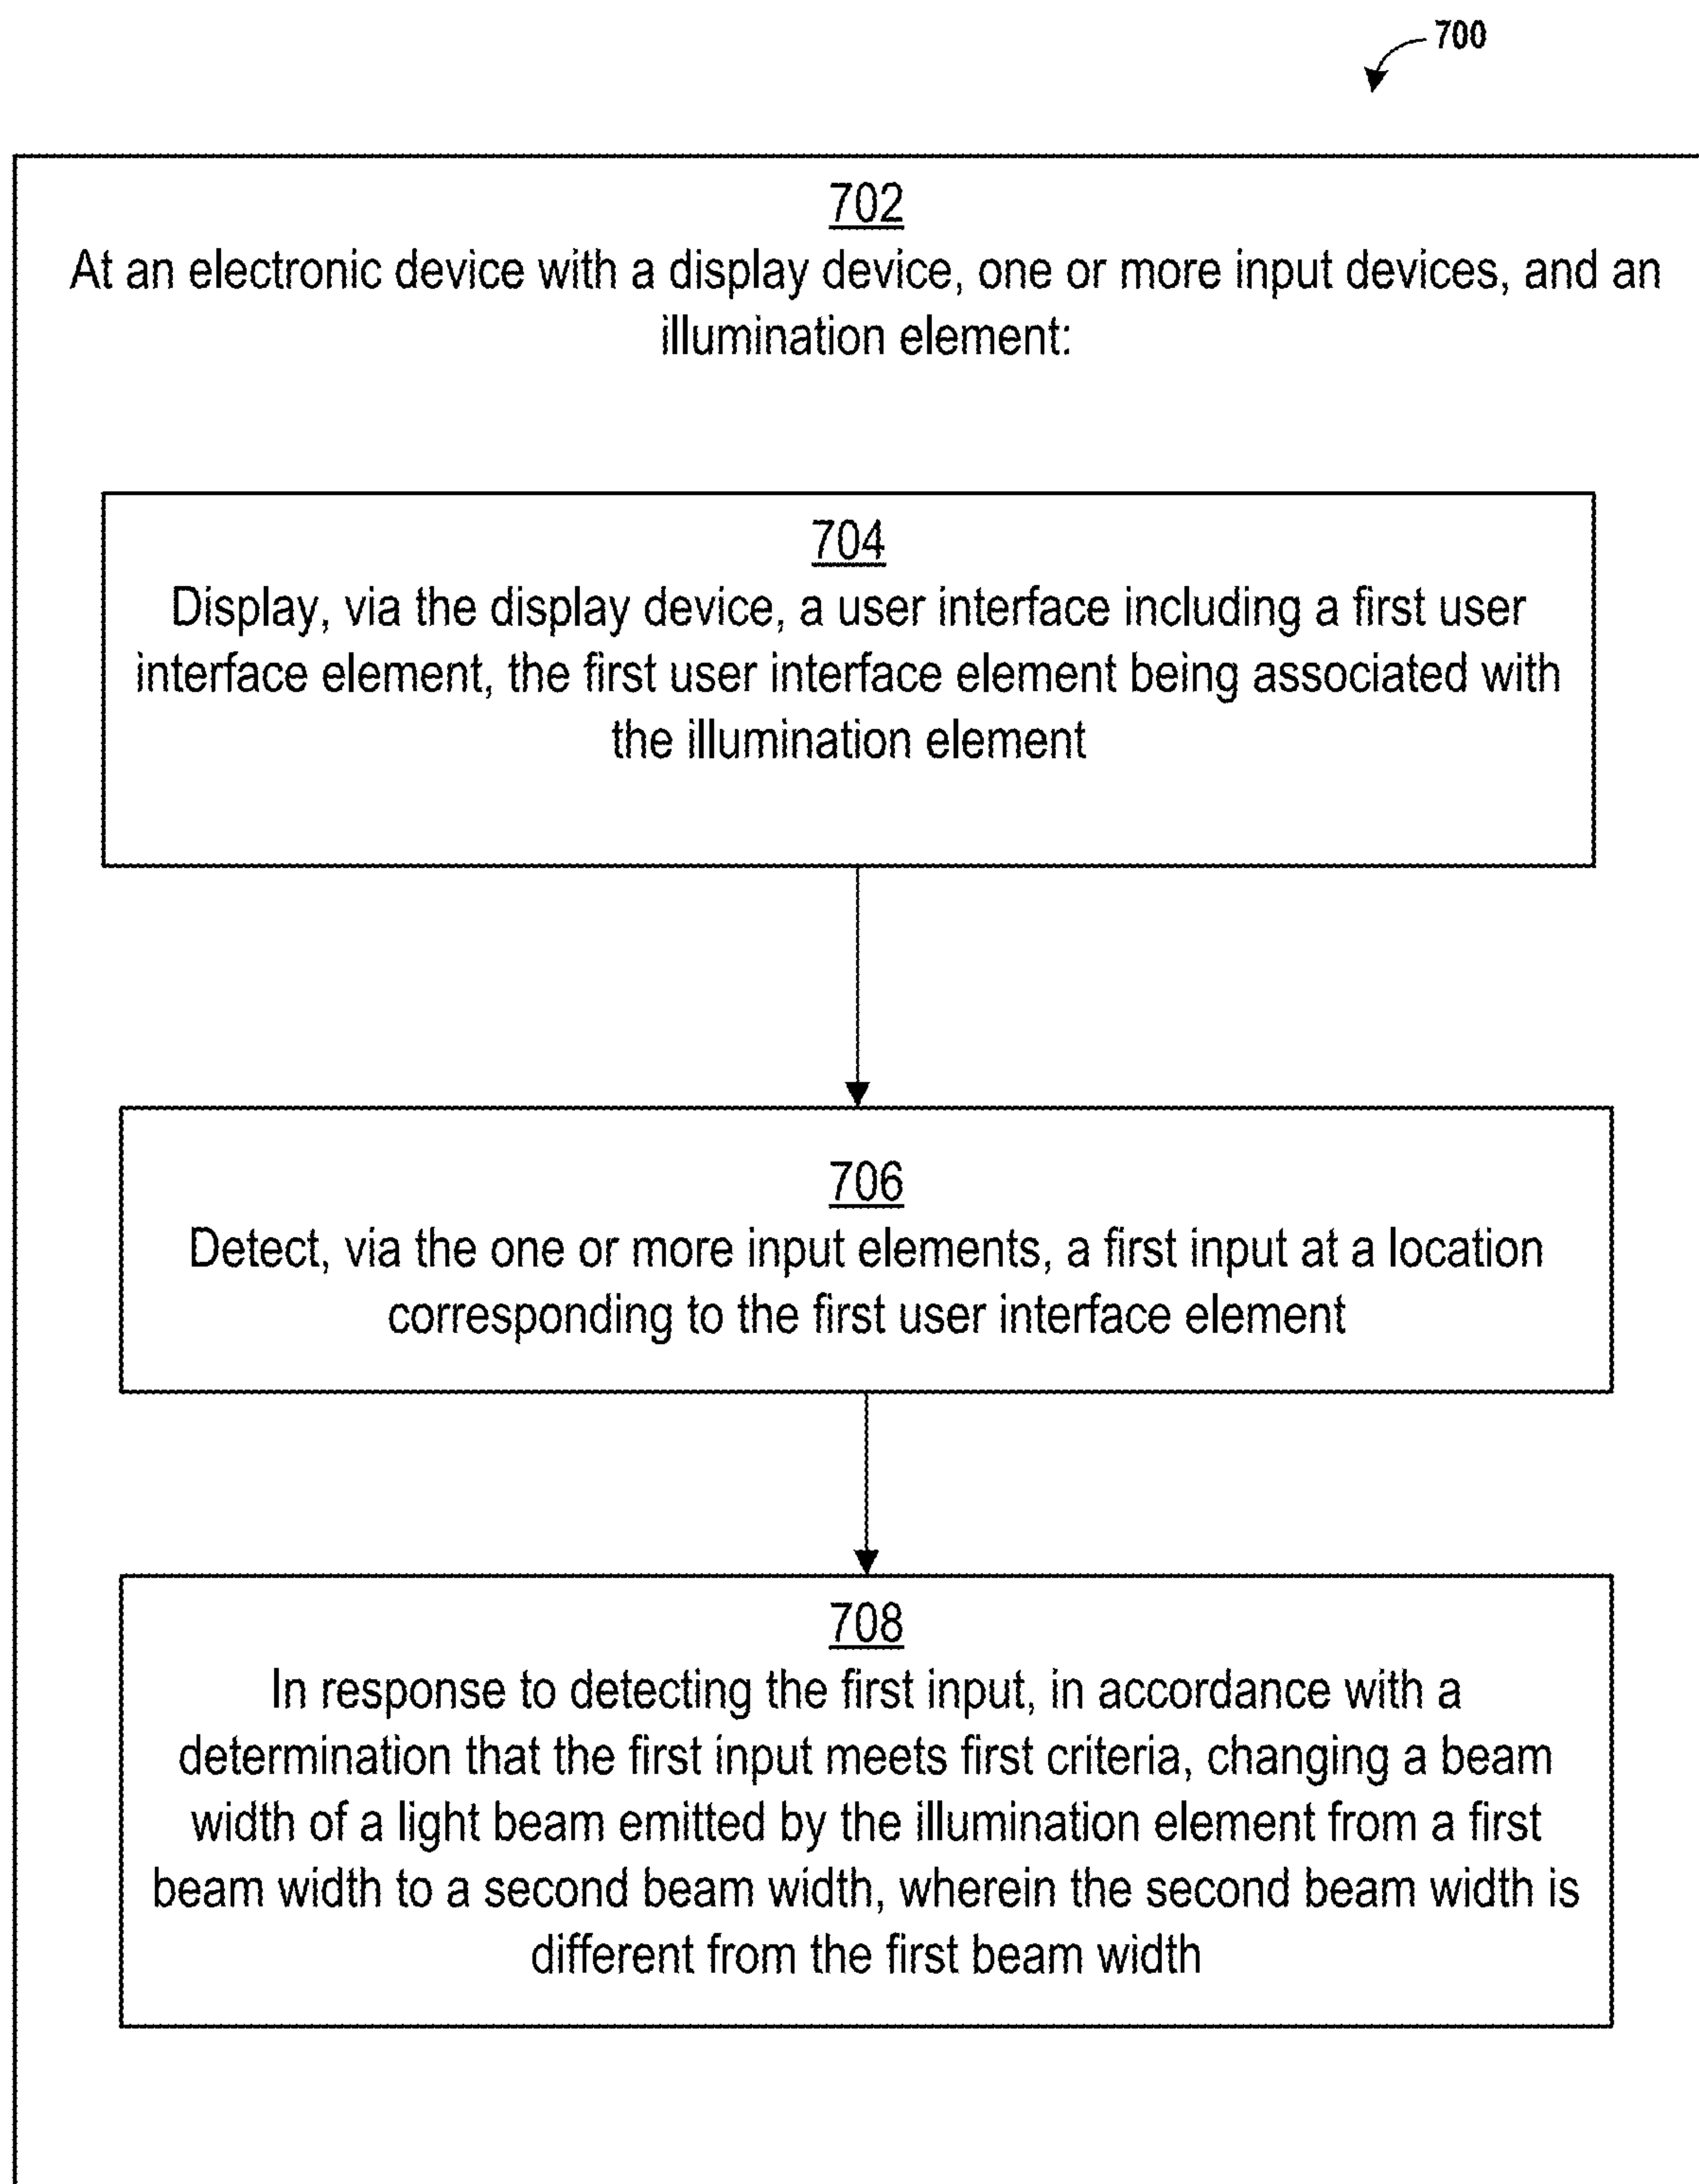 700
702
At an electronic device with a display device, one or more input devices, and an
illumination element:
704
Display, via the display device, a user interface including a first user
interface element, the first user interface element being associated with
the illumination element
706
Detect, via the one or more input elements, a first input at a location
corresponding to the first user interface element
708
In response to detecting the first input, in accordance with a
determination that the first input meets first criteria, changing a beam
width of a light beam emitted by the illumination element from a first
beam width to a second beam width, wherein the second beam width is
different from the first beam width